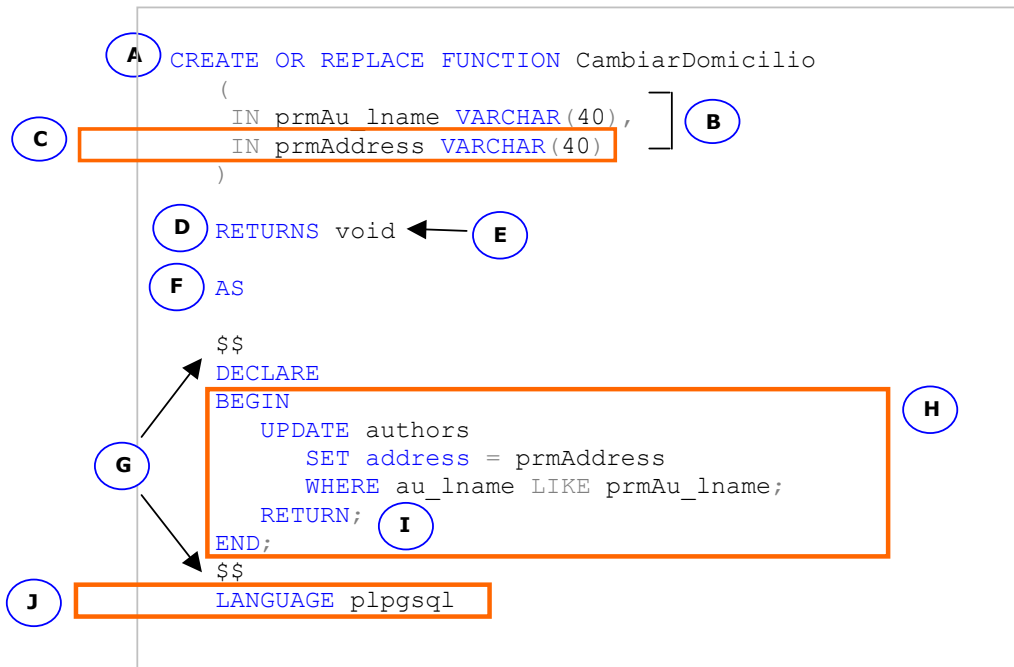 A CREATE OR REPLACE FUNCTION CambiarDomicilio
(
IN prmAu_lname VARCHAR(40),
B
C IN prmAddress VARCHAR(40)
)
D RETURNS void E
F AS
$$
DECLARE
BEGIN
H
UPDATE authors
G SET address = prmAddress
WHERE au_lname LIKE prmAu_lname;
RETURN; I
END;
$$
J LANGUAGE plpgsql